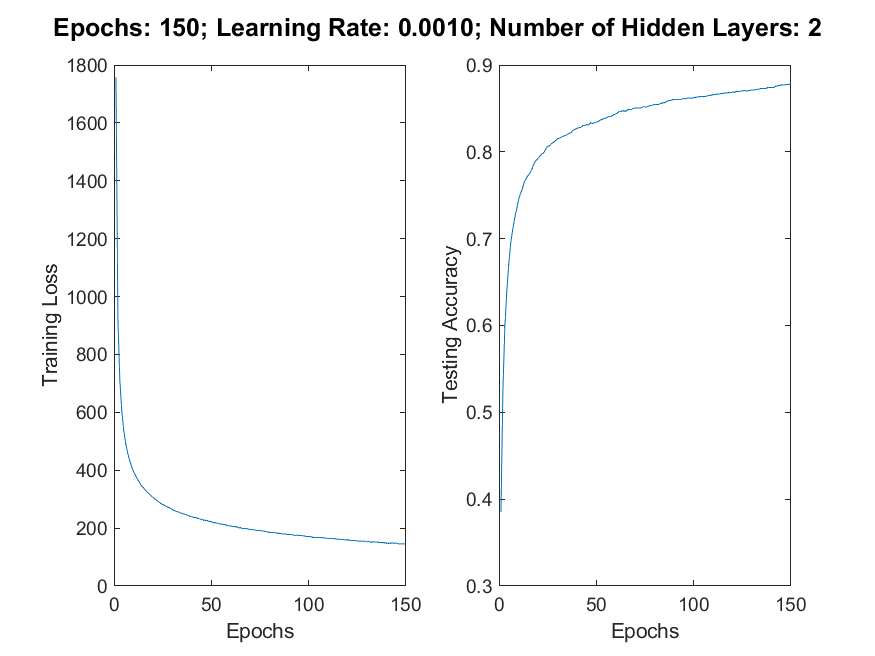 Epochs: 150; Learning Rate: 0.0010; Number of Hidden Layers: 2
1800
1600
1400
1200
1000
800
600
400
200
0
Training Loss
0 50 100 150
Epochs
0.9
0.8
0.7
0.6
0.5
0.4
0.3
Testing Accuracy
0 50 100 150
Epochs